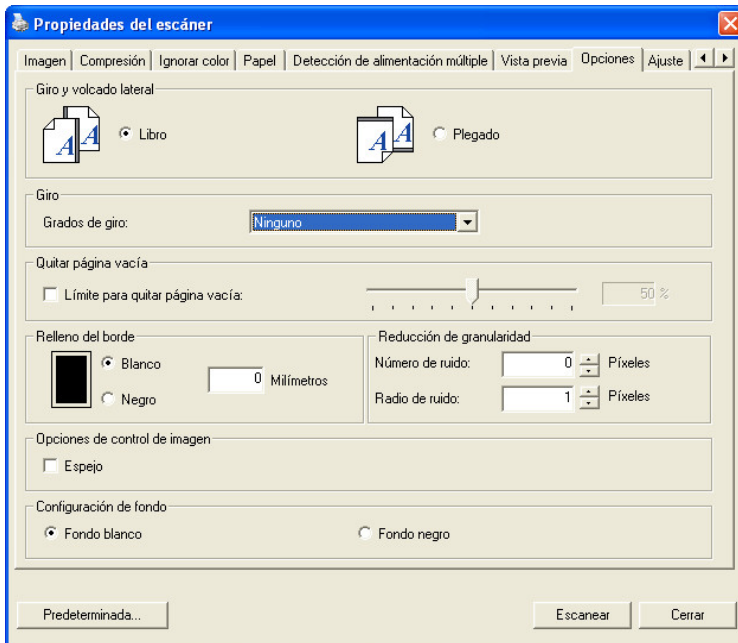 Propiedades del escáner
Imagen Compresión Ignorar color Papel Detección de alimentación múltiple Vista previa Opciones Ajuste
Giro y volcado lateral
A A Libro A A Plegado
Giro
Grados de giro: Ninguno
Quitar página vacía
Límite para quitar página vacía: 50 %
Relleno del borde
Blanco
0 Milímetros
Negro
Reducción de granularidad
Número de ruido: 0 Píxeles
Radio de ruido: 1 Píxeles
Opciones de control de imagen
Espejo
Configuración de fondo
Fondo blanco Fondo negro
Predeterminada... Escanear Cerrar